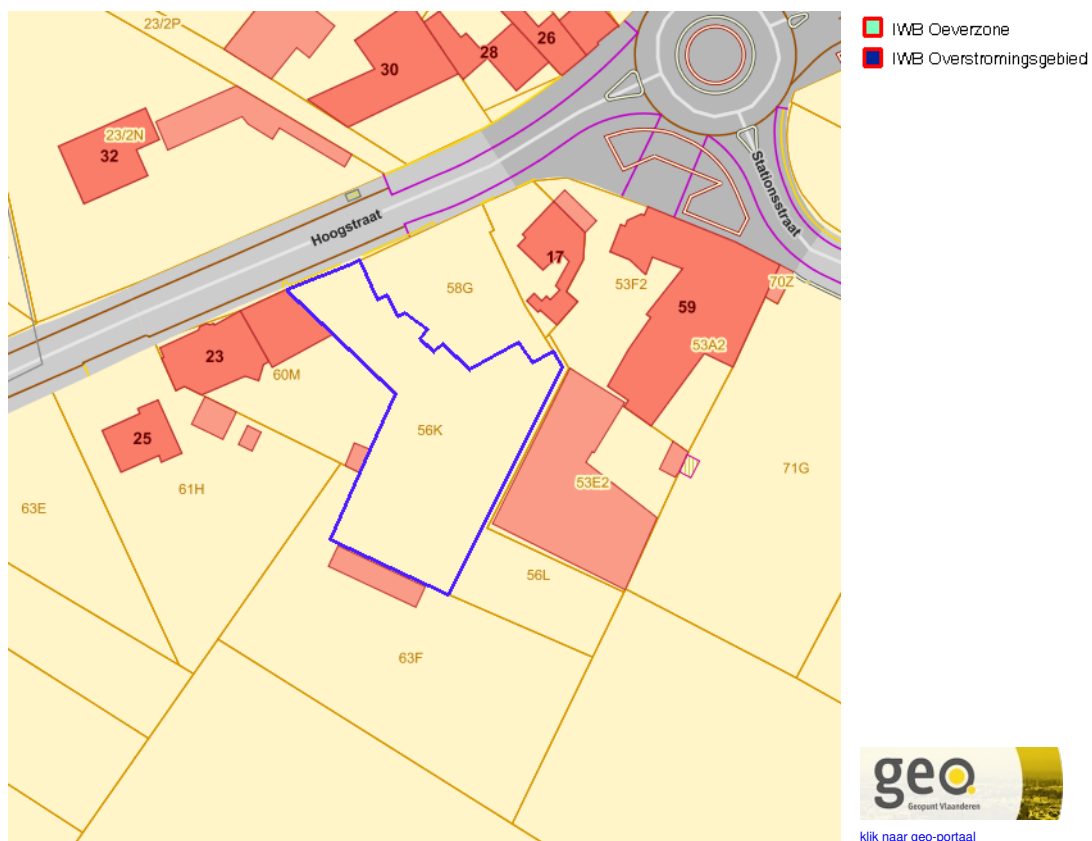 23/2P
26
28
30
IWB Oeverzone
IWB Overstromingsgebied
23/2N
32
Stationsstraat
Hoogstraat
17
58G
53F2
70Z
59
53A2
23
60M
56K
25
61H
71G
53E2
63E
56L
63F
geo
Geopunt Vlaanderen
klik naar geo-portaal